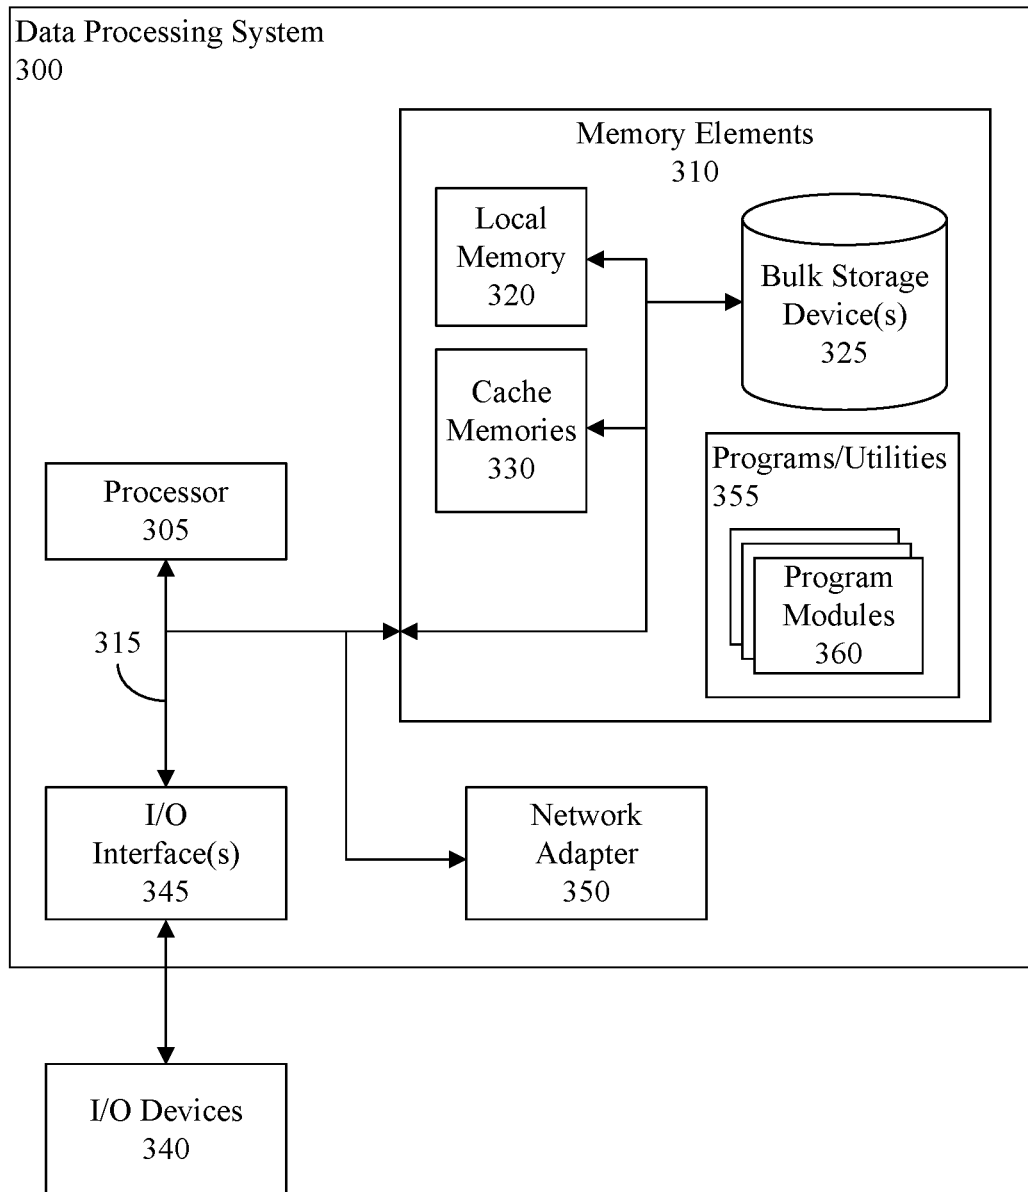 Data Processing System
300
Memory Elements
310
Local
Memory
320
Bulk Storage
Device(s)
325
Cache
Memories
330
Programs/Utilities
355
Program
Modules
360
Processor
305
315
I/O
Interface(s)
345
Network
Adapter
350
I/O Devices
340